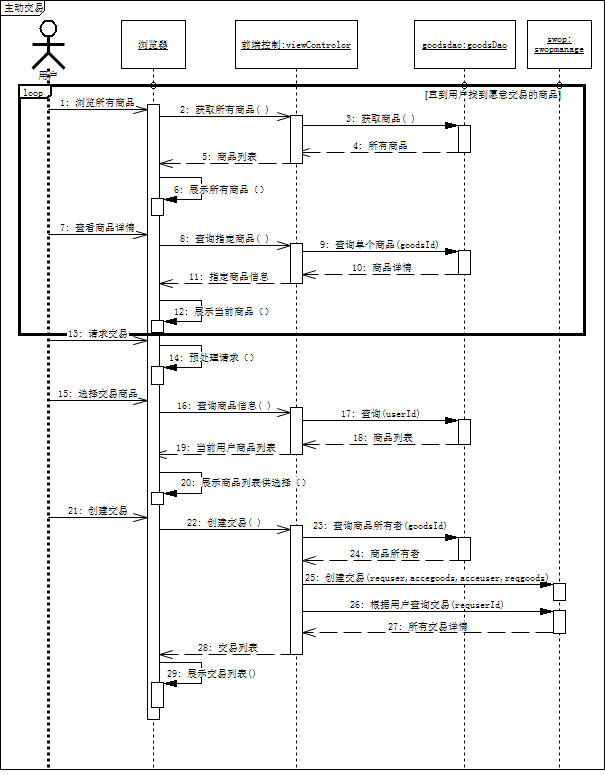 主动交易
用户
浏览器
前端控制:viewControlor
goodsdao:goodsDao
swop:
swopmanage
loop
[直到用户找到愿意交易的商品]
1: 浏览所有商品
2: 获取所有商品( )
3: 获取商品( )
4: 所有商品
5: 商品列表
6: 展示所有商品 ()
7: 查看商品详情
8: 查询指定商品( )
9: 查询单个商品(goodsId)
10: 商品详情
11: 指定商品信息
12: 展示当前商品 ()
13: 请求交易
14: 预处理请求 ()
15: 选择交易商品
16: 查询商品信息( )
17: 查询(userId)
18: 商品列表
19: 当前用户商品列表
20: 展示商品列表供选择 ()
21: 创建交易
22: 创建交易( )
23: 查询商品所有者(goodsId)
24: 商品所有者
25: 创建交易(requser,accegoods,acceuser,reqgoods)
26: 根据用户查询交易(requserId)
27: 所有交易详情
28: 交易列表
29: 展示交易列表()